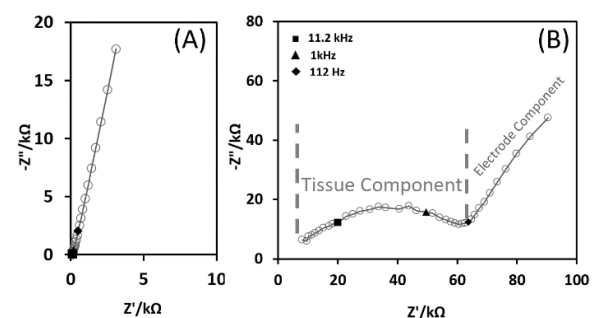 20
15
10
5
0
0
5
10
-Z"/kΩ
Z'/kΩ
(A)
80
60
40
20
0
0
20
40
60
80
100
-Z"/kΩ
Z'/kΩ
(B)
11.2 kHz
1kHz
112 Hz
Tissue Component
Electrode Component